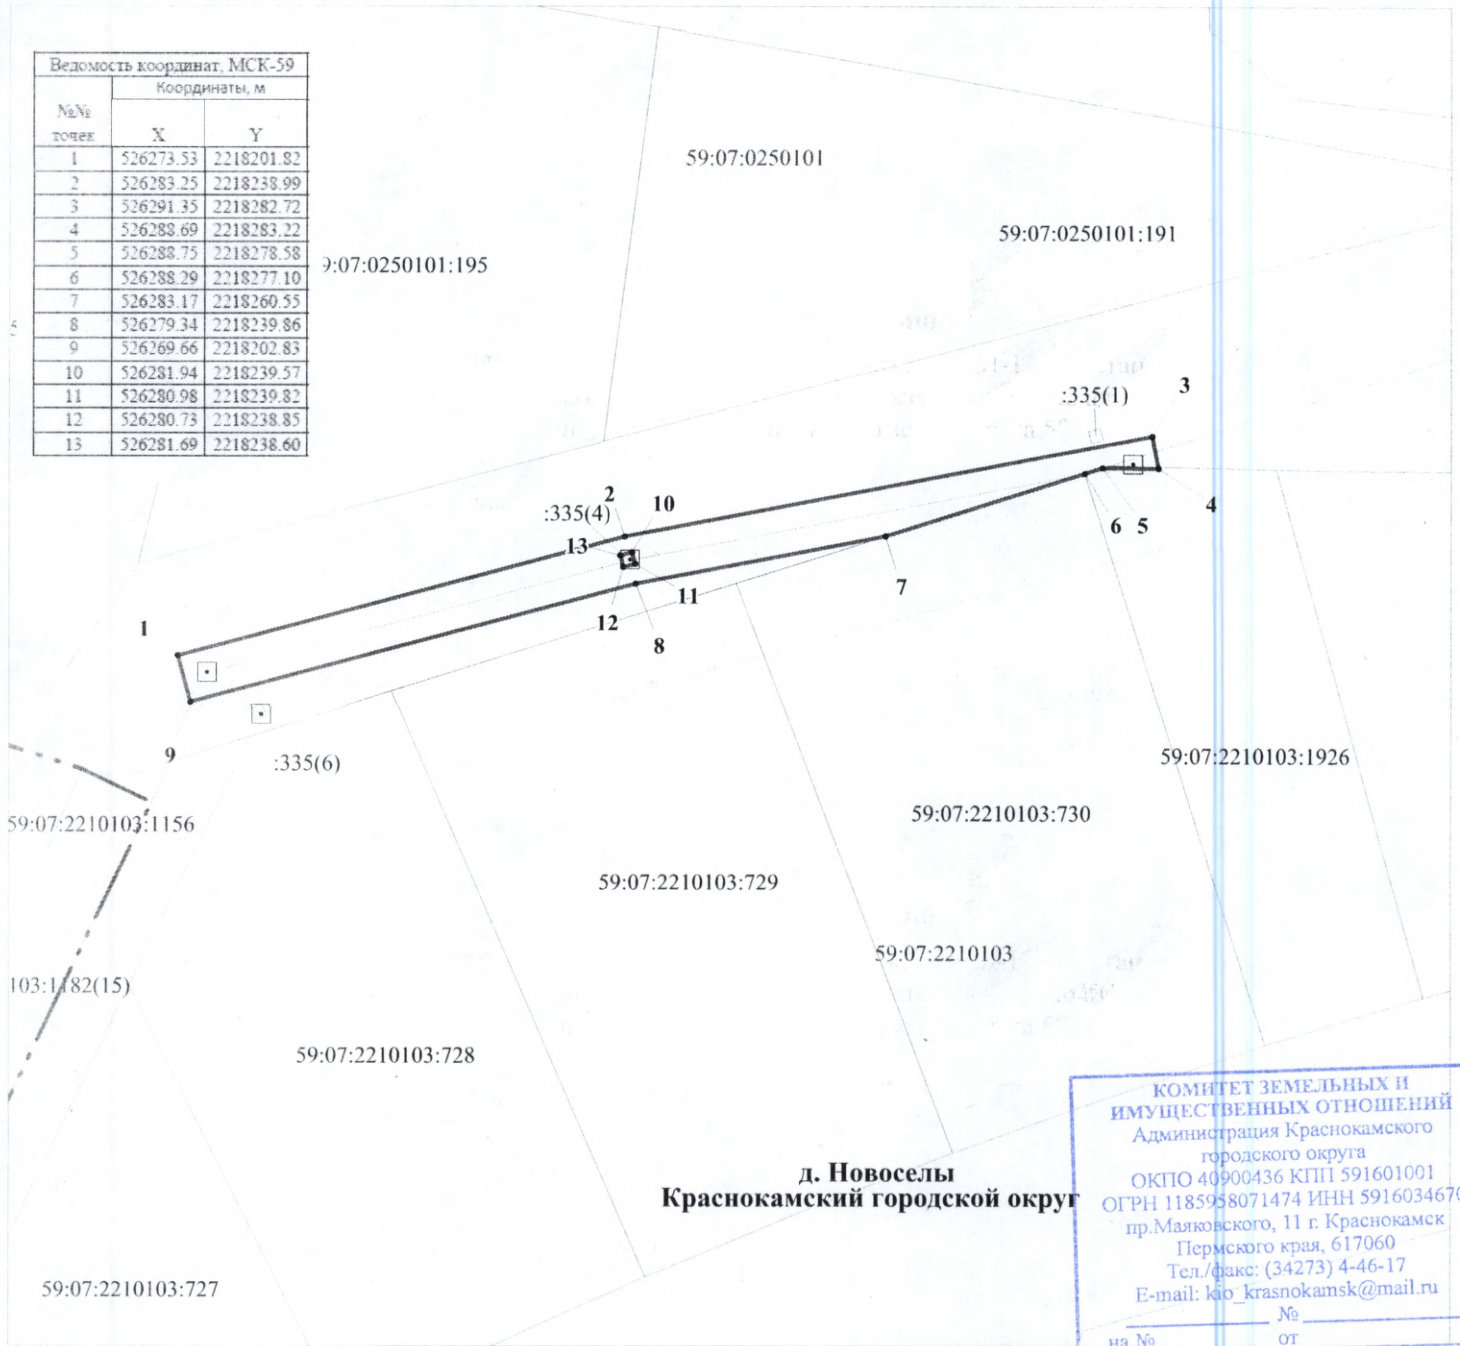 Ведомость координат, МСК-59
№№ точек
Координаты, м
X Y
1 526273.53 2218201.82
2 526283.25 2218238.99
3 526291.35 2218282.72
4 526288.69 2218283.22
5 526288.75 2218278.58
6 526288.29 2218277.10
7 526283.17 2218260.55
8 526279.34 2218239.86
9 526269.66 2218202.83
10 526281.94 2218239.57
11 526280.98 2218239.82
12 526280.73 2218238.85
13 526281.69 2218238.60
59:07:0250101
59:07:0250101:191
9:07:0250101:195
:335(1)
3
2
10
:335(4)
4
13
6 5
7
11
12
1
8
9
:335(6)
59:07:2210103:1926
59:07:2210103:730
59:07:2210103:1156
59:07:2210103:729
59:07:2210103
103:1182(15)
59:07:2210103:728
д. Новоселы
Краснокамский городской округ
59:07:2210103:727
КОМИТЕТ ЗЕМЕЛЬНЫХ И
ИМУЩЕСТВЕННЫХ ОТНОШЕНИЙ
Администрация Краснокамского
городского округа
ОКПО 40900436 КПП 591601001
ОГРН 1185958071474 ИНН 5916034670
пр.Маяковского, 11 г. Краснокамск
Пермского края, 617060
Тел./факс: (34273) 4-46-17
E-mail: kio_krasnokamsk@mail.ru
№
на № от